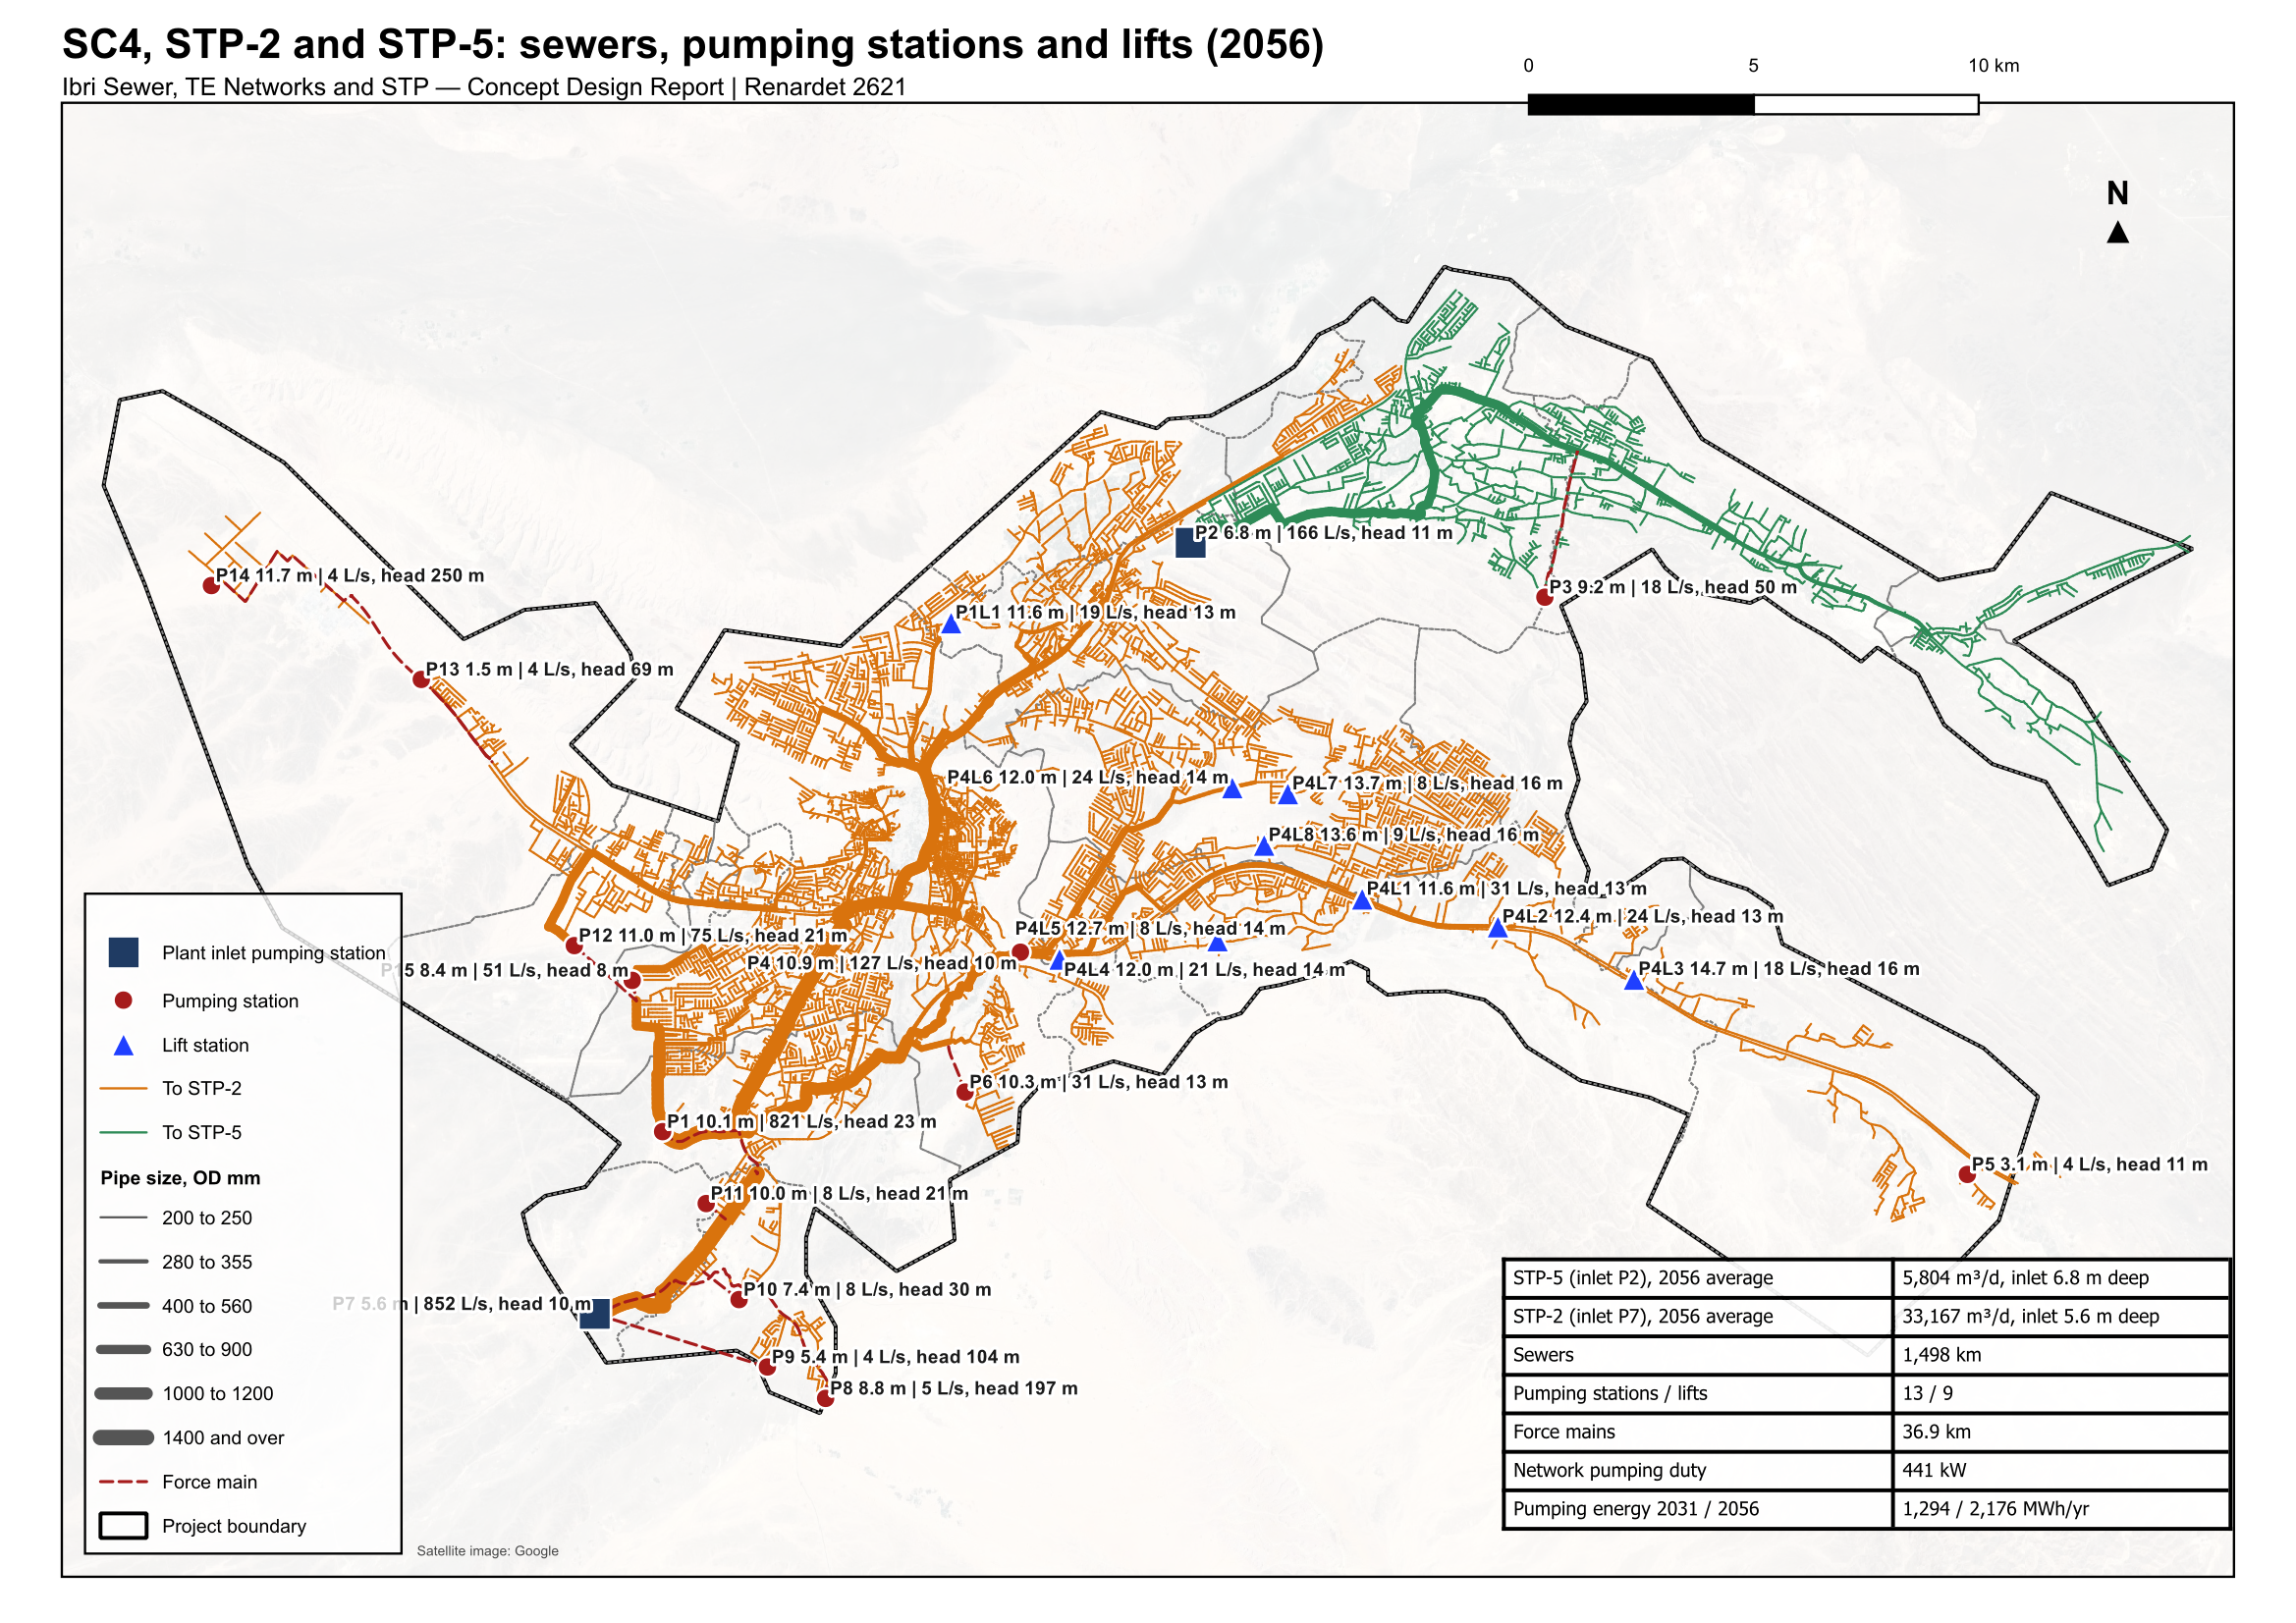 SC4, STP-2 and STP-5: sewers, pumping stations and lifts (2056)
Ibri Sewer, TE Networks and STP — Concept Design Report | Renardet 2621
0 5 10 km
N
P2 6.8 m | 166 L/s, head 11 m
P14 11.7 m | 4 L/s, head 250 m
P3 9.2 m | 18 L/s, head 50 m
P1L1 11.6 m | 19 L/s, head 13 m
P13 1.5 m | 4 L/s, head 69 m
P4L6 12.0 m | 24 L/s, head 14 m
P4L7 13.7 m | 8 L/s, head 16 m
P4L8 13.6 m | 9 L/s, head 16 m
P4L1 11.6 m | 31 L/s, head 13 m
P4L2 12.4 m | 24 L/s, head 13 m
P4L5 12.7 m | 8 L/s, head 14 m
P12 11.0 m | 75 L/s, head 21 m
P4 10.9 m | 127 L/s, head 10 m
P4L4 12.0 m | 21 L/s, head 14 m
P4L3 14.7 m | 18 L/s, head 16 m
P15 8.4 m | 51 L/s, head 8 m
P6 10.3 m | 31 L/s, head 13 m
P1 10.1 m | 821 L/s, head 23 m
P5 3.1 m | 4 L/s, head 11 m
P11 10.0 m | 8 L/s, head 21 m
P10 7.4 m | 8 L/s, head 30 m
P7 5.6 m | 852 L/s, head 10 m
P9 5.4 m | 4 L/s, head 104 m
P8 8.8 m | 5 L/s, head 197 m
Plant inlet pumping station
Pumping station
Lift station
To STP-2
To STP-5
Pipe size, OD mm
200 to 250
280 to 355
400 to 560
630 to 900
1000 to 1200
1400 and over
Force main
Project boundary
Satellite image: Google
STP-5 (inlet P2), 2056 average 5,804 m³/d, inlet 6.8 m deep
STP-2 (inlet P7), 2056 average 33,167 m³/d, inlet 5.6 m deep
Sewers 1,498 km
Pumping stations / lifts 13 / 9
Force mains 36.9 km
Network pumping duty 441 kW
Pumping energy 2031 / 2056 1,294 / 2,176 MWh/yr